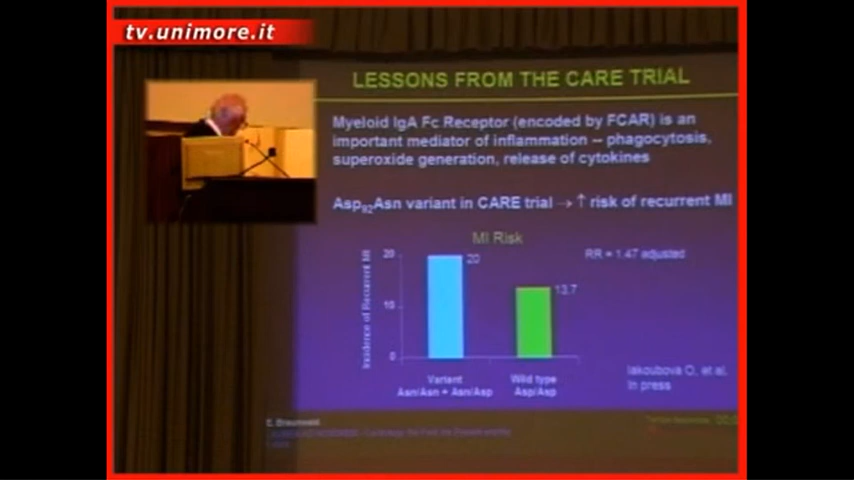 tv.unimore.it
LESSONS FROM THE CARE TRIAL
Myeloid IgA Fc Receptor (encoded by FCAR) is an
important mediator of inflammation -- phagocytosis,
superoxide generation, release of cytokines
Asp92Asn variant in CARE trial → ↑ risk of recurrent MI
MI Risk
RR = 1.47 adjusted
Incidence of Recurrent MI
20
10
0
20
13.7
Variant
Asn/Asn + Asn/Asp
Wild type
Asp/Asp
Iakoubova O, et al.
In press
E. Braunwald